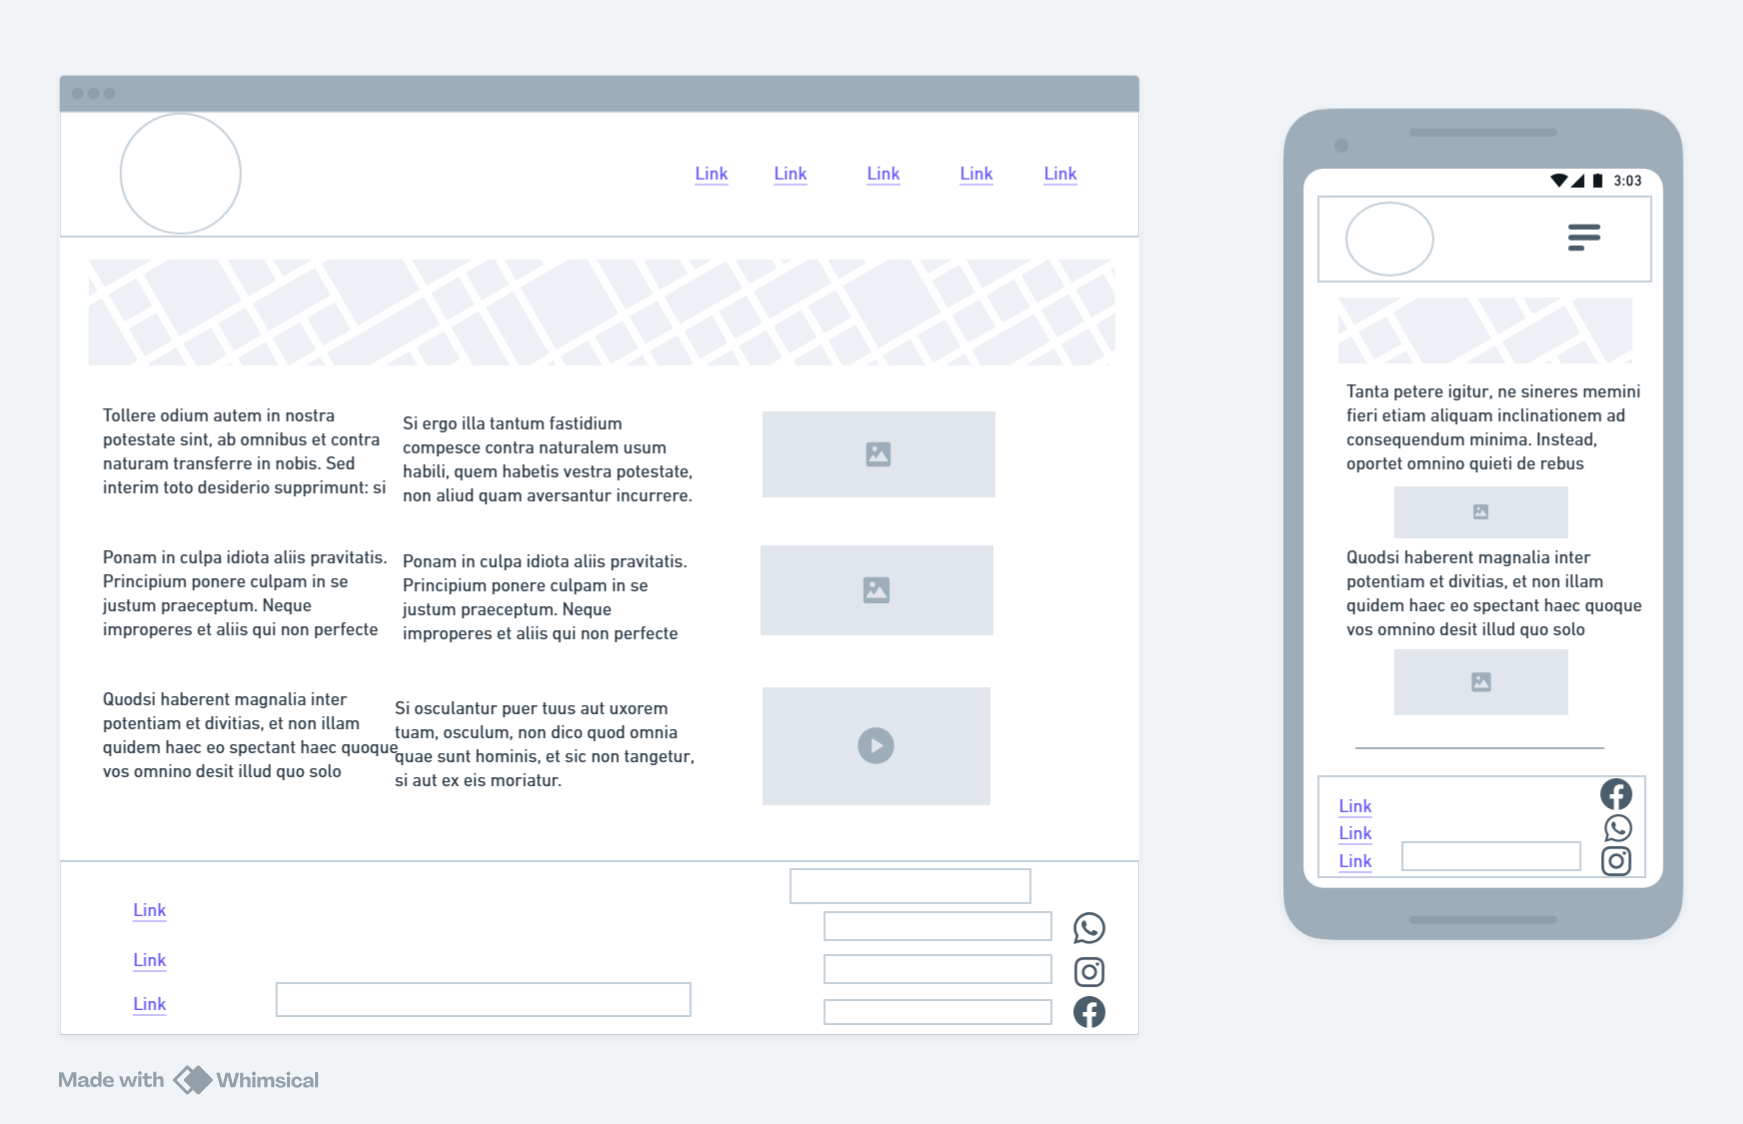 Link Link Link Link Link
Tollere odium autem in nostra
potestate sint, ab omnibus et contra
naturam transferre in nobis. Sed
interim toto desiderio supprimunt: si
Si ergo illa tantum fastidium
compesce contra naturalem usum
habili, quem habetis vestra potestate,
non aliud quam aversantur incurrere.
Ponam in culpa idiota aliis pravitatis.
Principium ponere culpam in se
justum praeceptum. Neque
improperes et aliis qui non perfecte
Ponam in culpa idiota aliis pravitatis.
Principium ponere culpam in se
justum praeceptum. Neque
improperes et aliis qui non perfecte
Quodsi haberent magnalia inter
potentiam et divitias, et non illam
quidem haec eo spectant haec quoque
vos omnino desit illud quo solo
Si osculantur puer tuus aut uxorem
tuam, osculum, non dico quod omnia
quae sunt hominis, et sic non tangetur,
si aut ex eis moriatur.
Link
Link
Link
3:03
Tanta petere igitur, ne sineres memini
fieri etiam aliquam inclinationem ad
consequendum minima. Instead,
oportet omnino quieti de rebus
Quodsi haberent magnalia inter
potentiam et divitias, et non illam
quidem haec eo spectant haec quoque
vos omnino desit illud quo solo
Link
Link
Link
Made with Whimsical